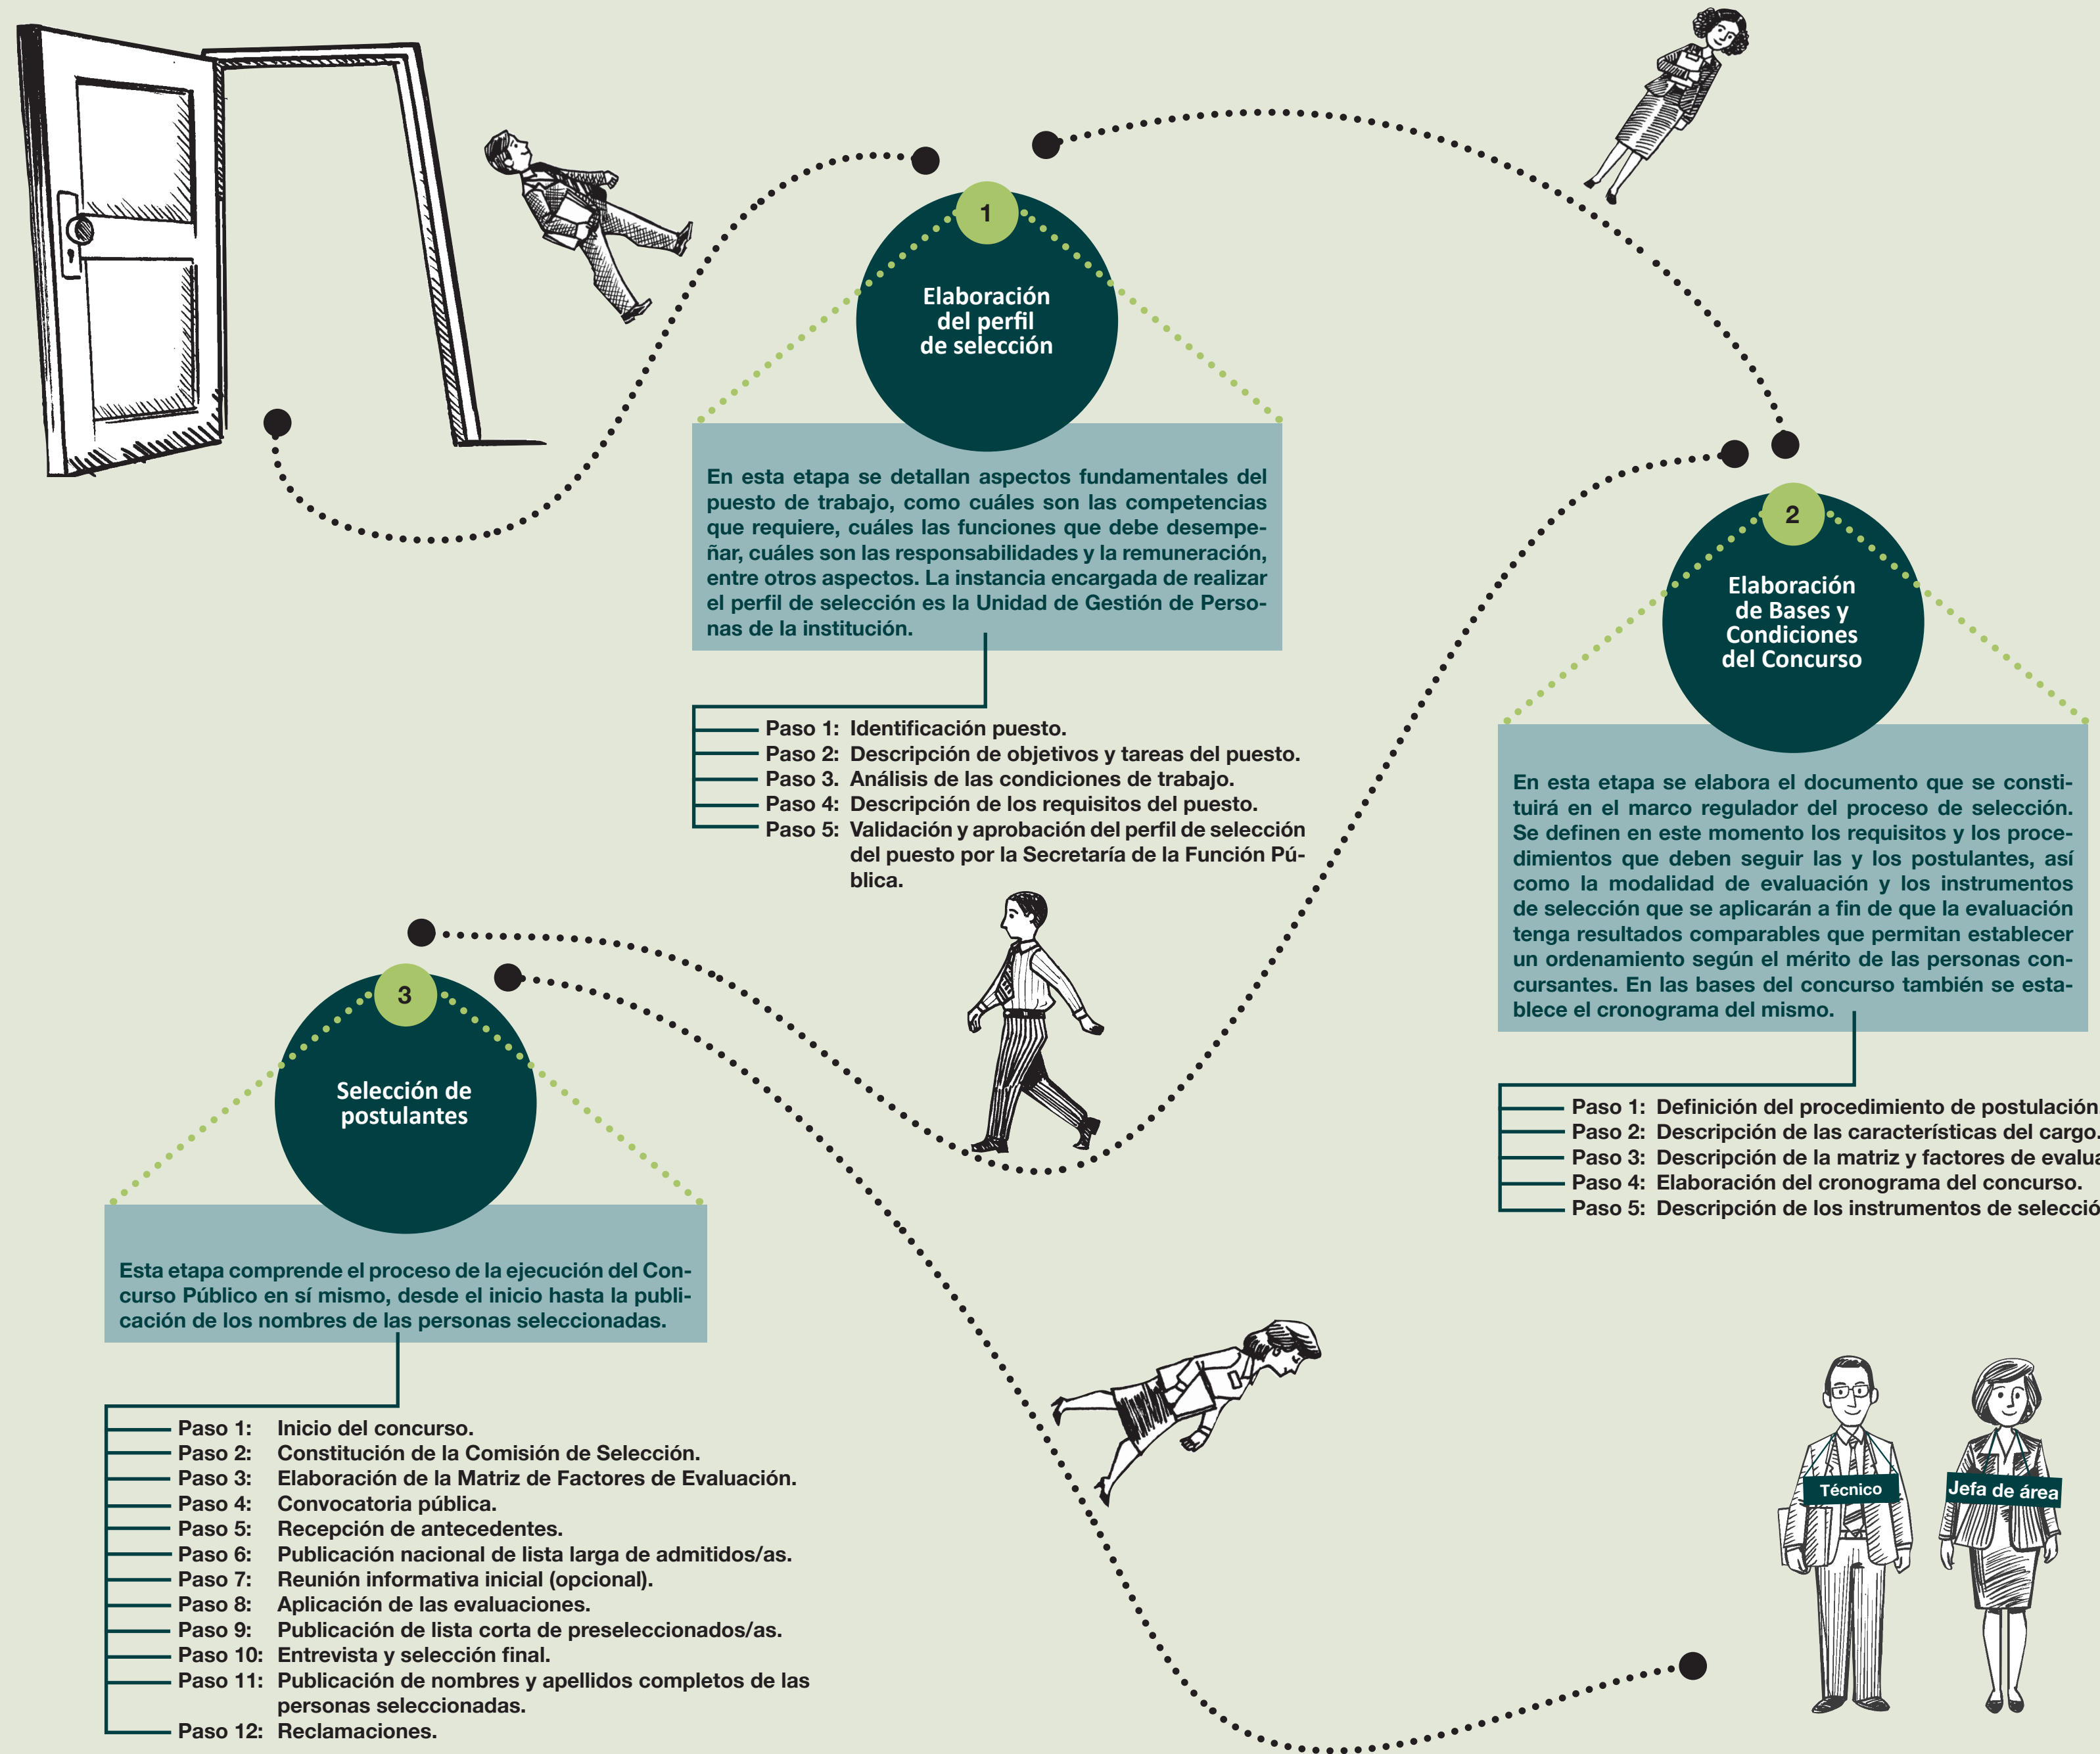 1
Elaboración
del perfil
de selección
En esta etapa se detallan aspectos fundamentales del
puesto de trabajo, como cuáles son las competencias
que requiere, cuáles las funciones que debe desempe-
ñar, cuáles son las responsabilidades y la remuneración,
entre otros aspectos. La instancia encargada de realizar
el perfil de selección es la Unidad de Gestión de Perso-
nas de la institución.
Paso 1: Identificación puesto.
Paso 2: Descripción de objetivos y tareas del puesto.
Paso 3. Análisis de las condiciones de trabajo.
Paso 4: Descripción de los requisitos del puesto.
Paso 5: Validación y aprobación del perfil de selección
del puesto por la Secretaría de la Función Pú-
blica.
2
Elaboración
de Bases y
Condiciones
del Concurso
En esta etapa se elabora el documento que se consti-
tuirá en el marco regulador del proceso de selección.
Se definen en este momento los requisitos y los proce-
dimientos que deben seguir las y los postulantes, así
como la modalidad de evaluación y los instrumentos
de selección que se aplicarán a fin de que la evaluación
tenga resultados comparables que permitan establecer
un ordenamiento según el mérito de las personas con-
cursantes. En las bases del concurso también se esta-
blece el cronograma del mismo.
Paso 1: Definición del procedimiento de postulación
Paso 2: Descripción de las características del cargo.
Paso 3: Descripción de la matriz y factores de
Paso 4: Elaboración del cronograma del concurso.
Paso 5: Descripción de los instrumentos de
3
Selección de
postulantes
Esta etapa comprende el proceso de la ejecución del Con-
curso Público en sí mismo, desde el inicio hasta la publi-
cación de los nombres de las personas seleccionadas.
Paso 1: Inicio del concurso.
Paso 2: Constitución de la Comisión de Selección.
Paso 3: Elaboración de la Matriz de Factores de Evaluación.
Paso 4: Convocatoria pública.
Paso 5: Recepción de antecedentes.
Paso 6: Publicación nacional de lista larga de admitidos/as.
Paso 7: Reunión informativa inicial (opcional).
Paso 8: Aplicación de las evaluaciones.
Paso 9: Publicación de lista corta de preseleccionados/as.
Paso 10: Entrevista y selección final.
Paso 11: Publicación de nombres y apellidos completos de las
personas seleccionadas.
Paso 12: Reclamaciones.
Técnico
Jefa de área